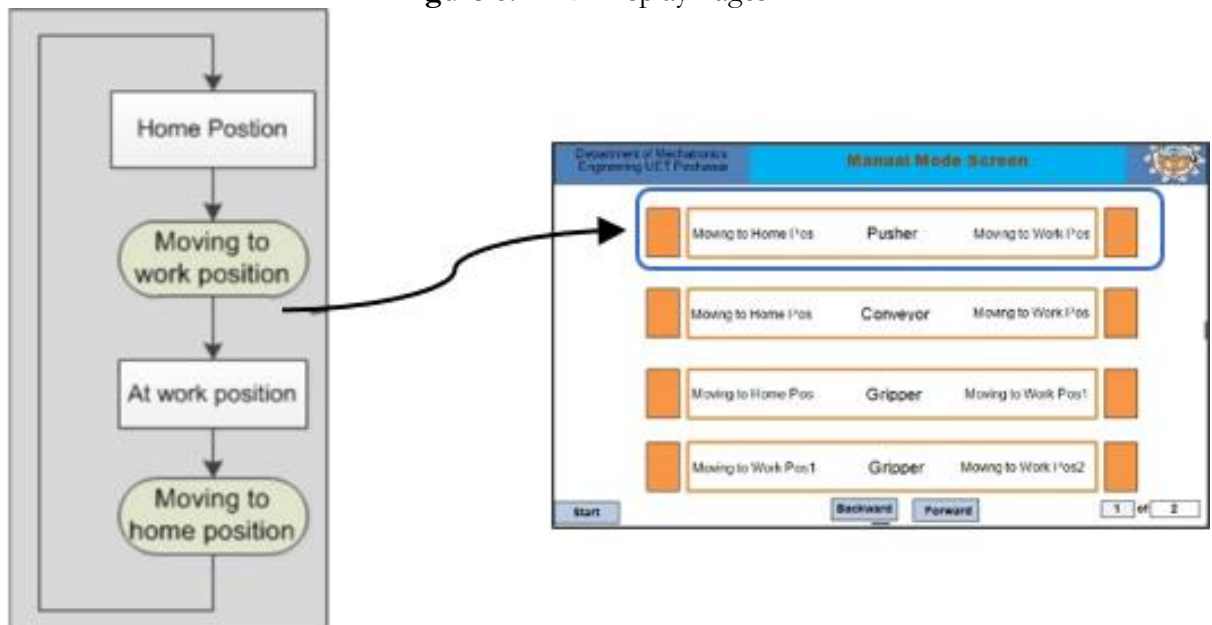 Home Postion
Moving to
work position
At work position
Moving to
home position
Department of Mechatronics
Engineering UET Peshawar
Manual Mode Screen
Moving to Home Pos Pusher Moving to Work Pos
Moving to Home Pos Conveyor Moving to Work Pos
Moving to Home Pos Gripper Moving to Work Pos1
Moving to Work Pos1 Gripper Moving to Work Pos2
Start Backward Forward 1 of 2